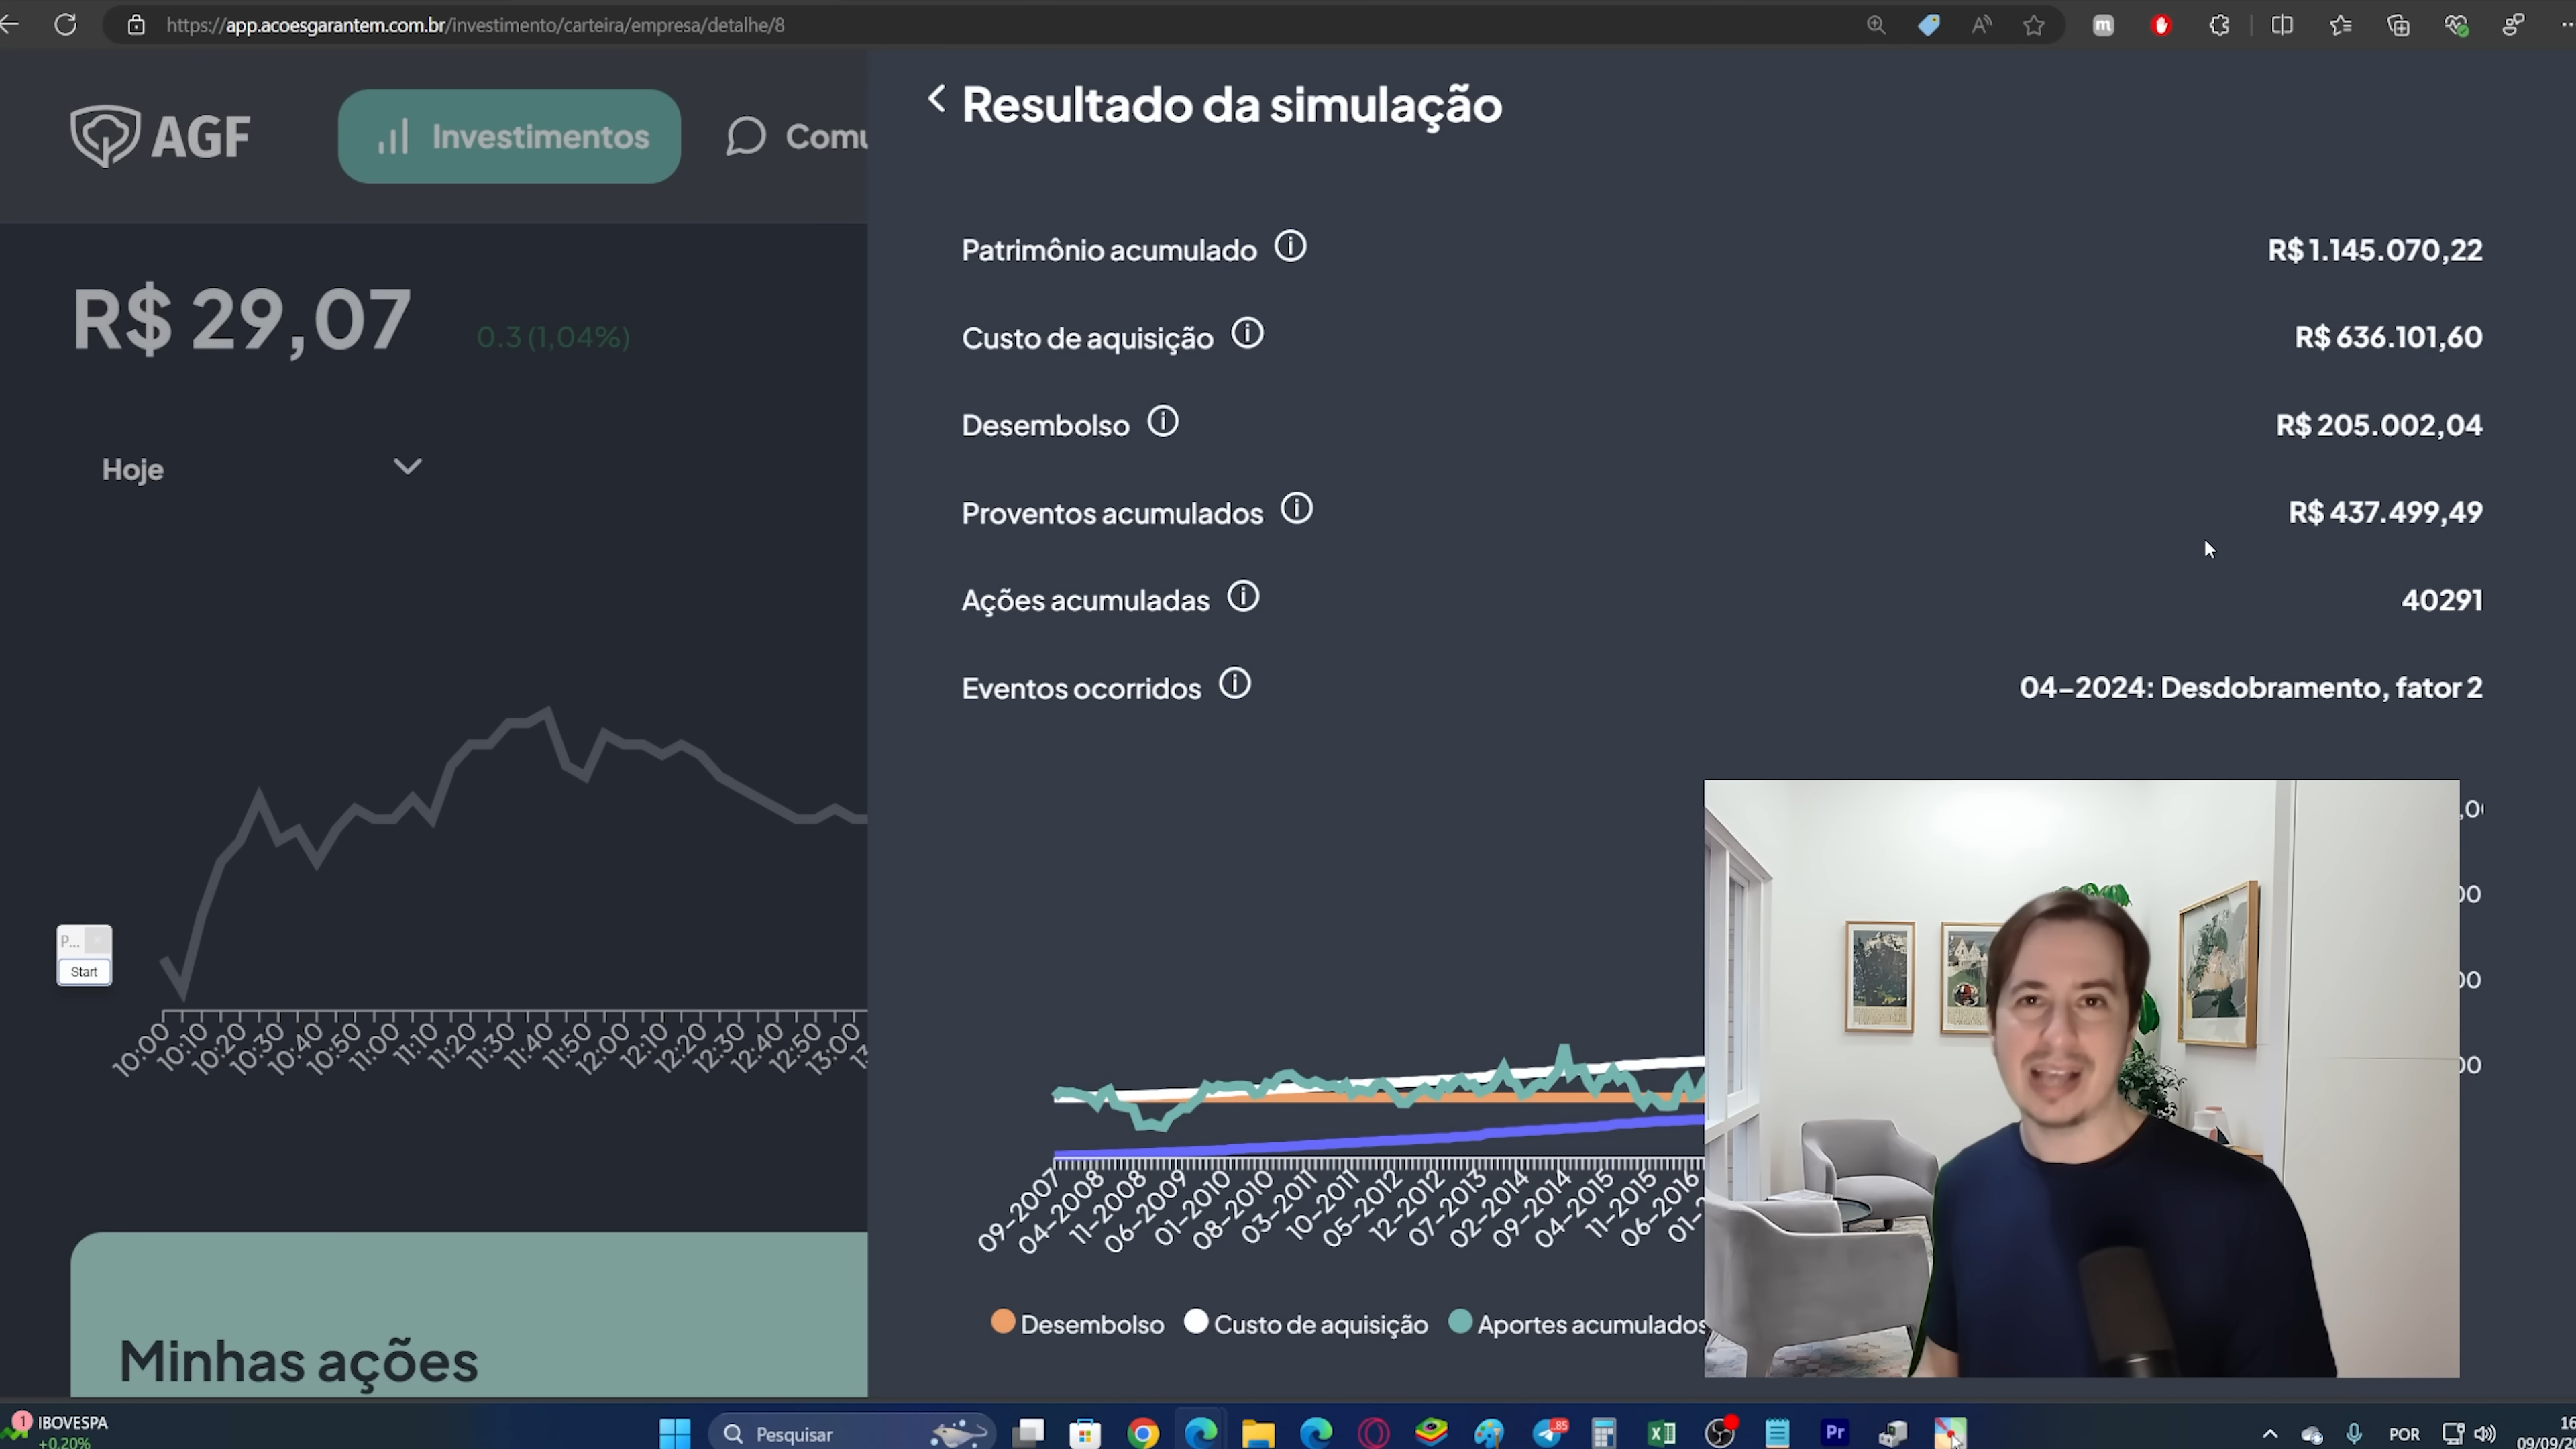 https://app.acoesgarantem.com.br/investimento/carteira/empresa/detalhe/8
AGF
Investimentos
Comu
R$ 29,07
0.3 (1,04%)
Hoje
10:00 10:10 10:20 10:30 10:40 10:50 11:00 11:10 11:20 11:30 11:40 11:50 12:00 12:10 12:20 12:30 12:40 12:50 13:00
P...
Start
Minhas ações
Resultado da simulação
Patrimônio acumulado R$ 1.145.070,22
Custo de aquisição R$ 636.101,60
Desembolso R$ 205.002,04
Proventos acumulados R$ 437.499,49
Ações acumuladas 40291
Eventos ocorridos 04-2024: Desdobramento, fator 2
09-2007 04-2008 11-2008 06-2009 01-2010 08-2010 03-2011 10-2011 05-2012 12-2012 07-2013 02-2014 09-2014 04-2015 11-2015 06-2016
Desembolso Custo de aquisição Aportes acumulados
1 IBOVESPA
+0.20%
Pesquisar
85
Pr
POR
16
09/09/2